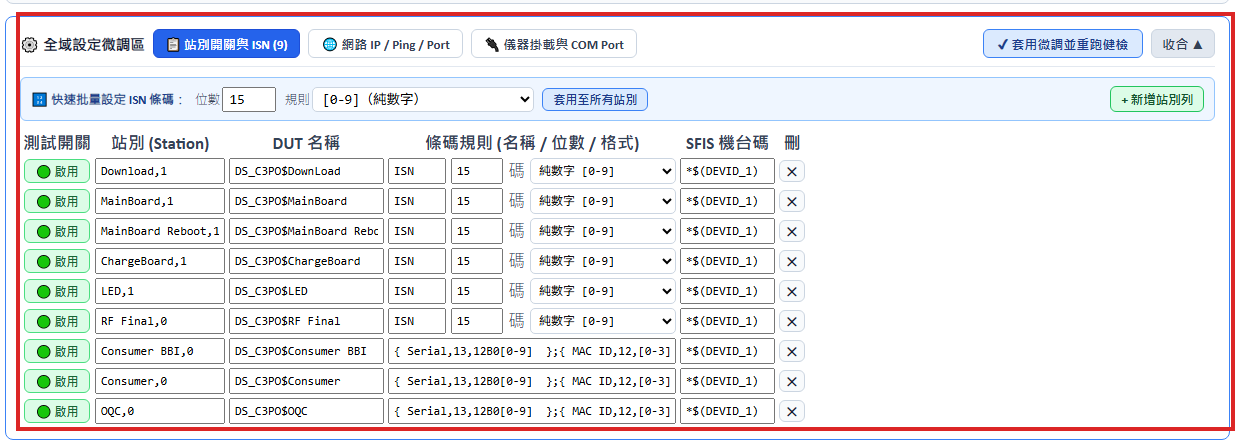 全域設定微調區 站別開關與 ISN (9) 網路 IP / Ping / Port 儀器掛載與 COM Port ✓ 套用微調並重跑健檢 收合 ▲
快速批量設定 ISN 條碼： 位數 15 規則 [0-9] (純數字) 套用至所有站別 + 新增站別列
測試開關 站別 (Station) DUT 名稱 條碼規則 (名稱 / 位數 / 格式) SFIS 機台碼 刪
啟用 Download,1 DS_C3PO$DownLoad ISN 15 碼 純數字 [0-9] *$(DEVID_1) ×
啟用 MainBoard,1 DS_C3PO$MainBoard ISN 15 碼 純數字 [0-9] *$(DEVID_1) ×
啟用 MainBoard Reboot,1 DS_C3PO$MainBoard Rebo ISN 15 碼 純數字 [0-9] *$(DEVID_1) ×
啟用 ChargeBoard,1 DS_C3PO$ChargeBoard ISN 15 碼 純數字 [0-9] *$(DEVID_1) ×
啟用 LED,1 DS_C3PO$LED ISN 15 碼 純數字 [0-9] *$(DEVID_1) ×
啟用 RF Final,0 DS_C3PO$RF Final ISN 15 碼 純數字 [0-9] *$(DEVID_1) ×
啟用 Consumer BBI,0 DS_C3PO$Consumer BBI { Serial,13,12B0[0-9] };{ MAC ID,12,[0-3] *$(DEVID_1) ×
啟用 Consumer,0 DS_C3PO$Consumer { Serial,13,12B0[0-9] };{ MAC ID,12,[0-3] *$(DEVID_1) ×
啟用 OQC,0 DS_C3PO$OQC { Serial,13,12B0[0-9] };{ MAC ID,12,[0-3] *$(DEVID_1) ×